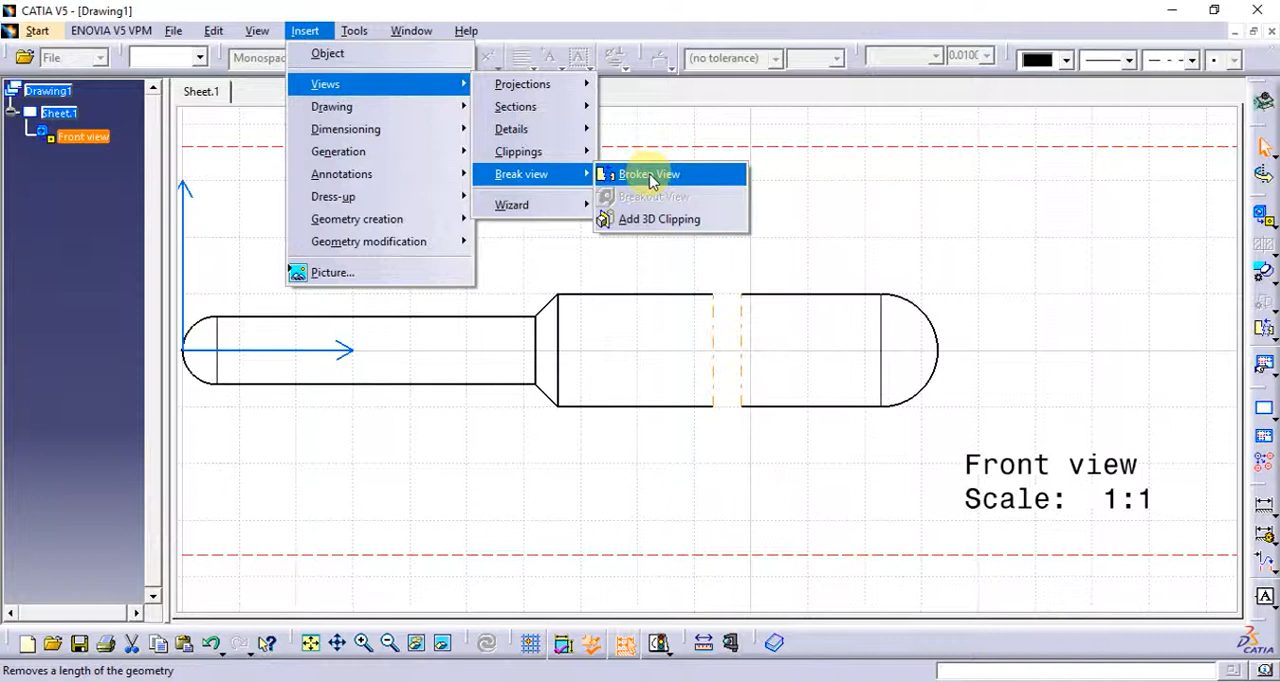 CATIA V5 - [Drawing1]
Start ENOVIA V5 VPM File Edit View Insert Tools Window Help
File Monospac (no tolerance) 0.010
Object
Views
Drawing
Dimensioning
Generation
Annotations
Dress-up
Geometry creation
Geometry modification
Picture...
Projections
Sections
Details
Clippings
Break view
Wizard
Broken View
Breakout View
Add 3D Clipping
Drawing1
Sheet.1
Front view
Sheet.1
Front view
Scale: 1:1
CATIA
Removes a length of the geometry